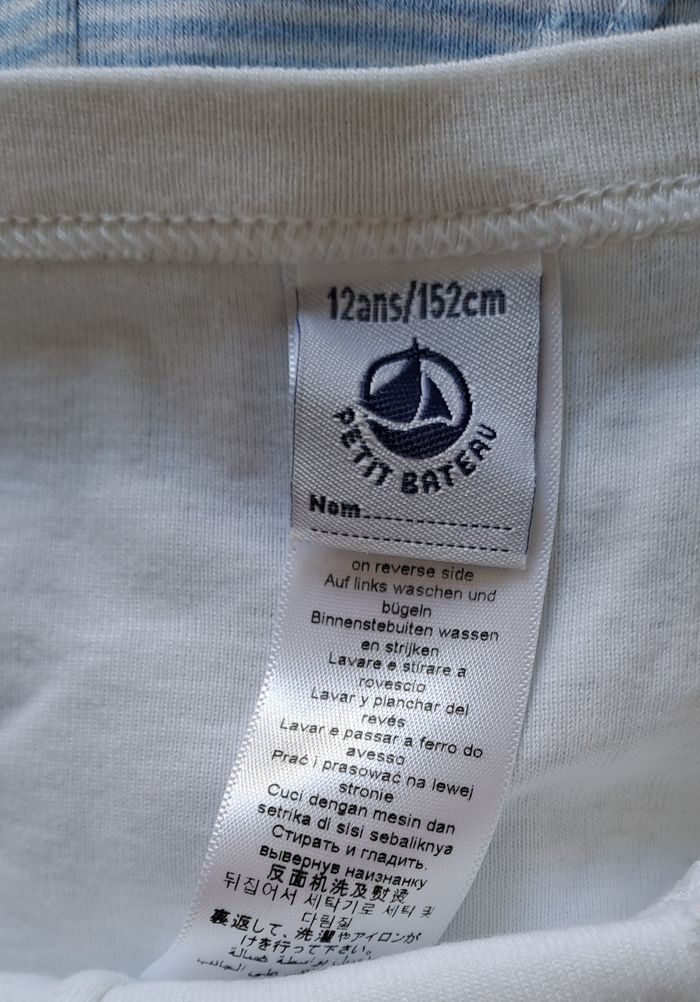 12ans/152cm
PETIT BATEAU
Nom
on reverse side
Auf links waschen und
bügeln
Binnenstebuiten wassen
en strijken
Lavare e stirare a
rovescio
Lavar y planchar del
revés
Lavar e passar a ferro do
avesso
Prać i prasować na lewej
stronie
Cuci dengan mesin dan
setrika di sisi sebaliknya
Стирать и гладить.
вывернув наизнанку
反面机洗及熨烫
뒤집어서 세탁기로 세탁 및
다림질
裏返して、洗濯やアイロンが
けを行って下さい。